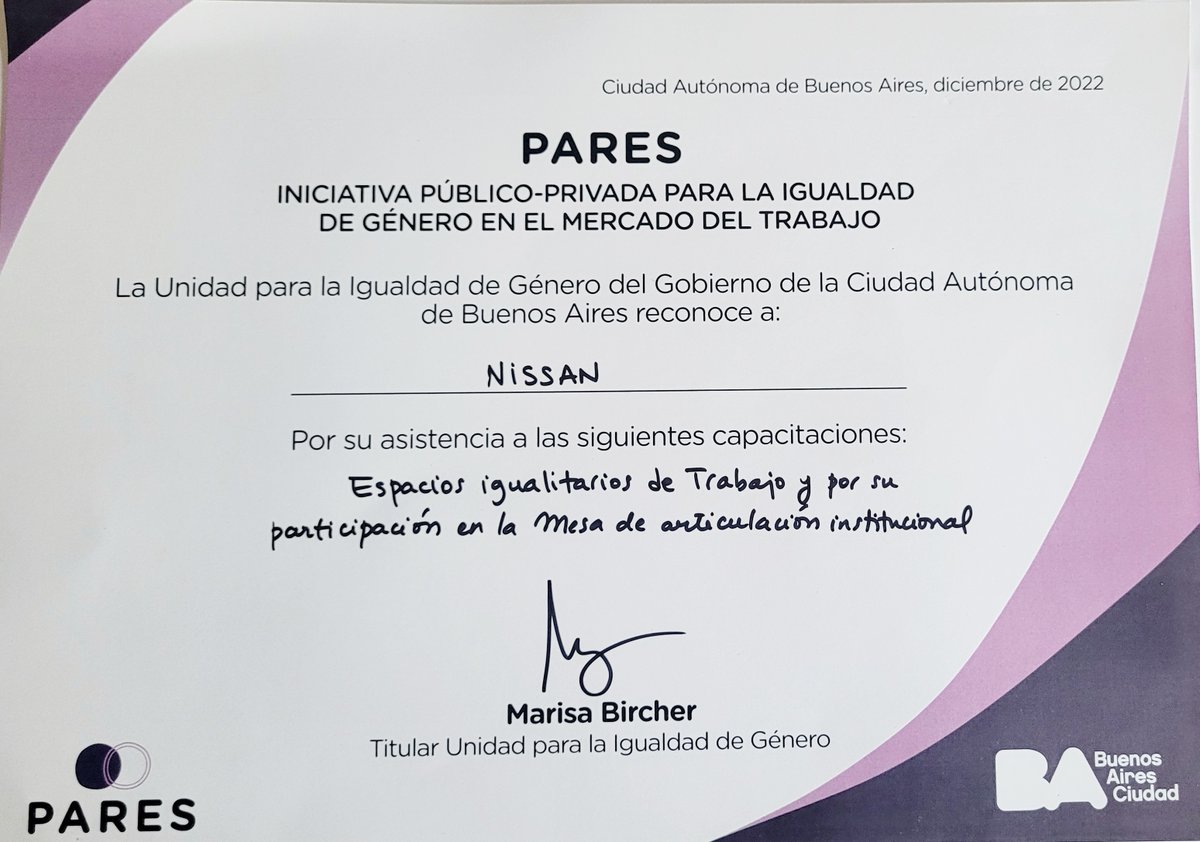 Ciudad Autónoma de Buenos Aires, diciembre de 2022
PARES
INICIATIVA PÚBLICO-PRIVADA PARA LA IGUALDAD
DE GÉNERO EN EL MERCADO DEL TRABAJO
La Unidad para la Igualdad de Género del Gobierno de la Ciudad Autónoma
de Buenos Aires reconoce a:
NiSSAN
Por su asistencia a las siguientes capacitaciones:
Espacios igualitarios de Trabajo y por su
participación en la Mesa de articulación institucional
Marisa Bircher
Titular Unidad para la Igualdad de Género
PARES
BA
Buenos
Aires
Ciudad